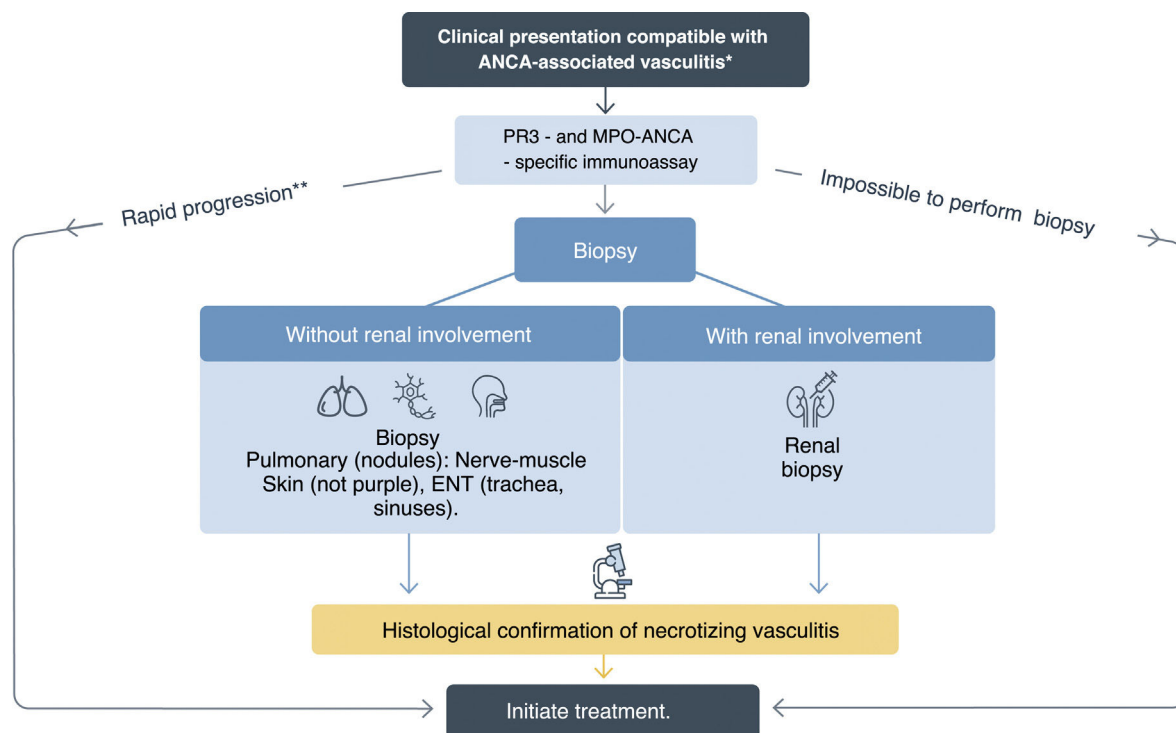 Clinical presentation compatible with
ANCA-associated vasculitis*
PR3 - and MPO-ANCA
- specific immunoassay
Rapid progression**
Impossible to perform biopsy
Biopsy
Without renal involvement
With renal involvement
Biopsy
Pulmonary (nodules): Nerve-muscle
Skin (not purple), ENT (trachea,
sinuses).
Renal
biopsy
Histological confirmation of necrotizing vasculitis
Initiate treatment.